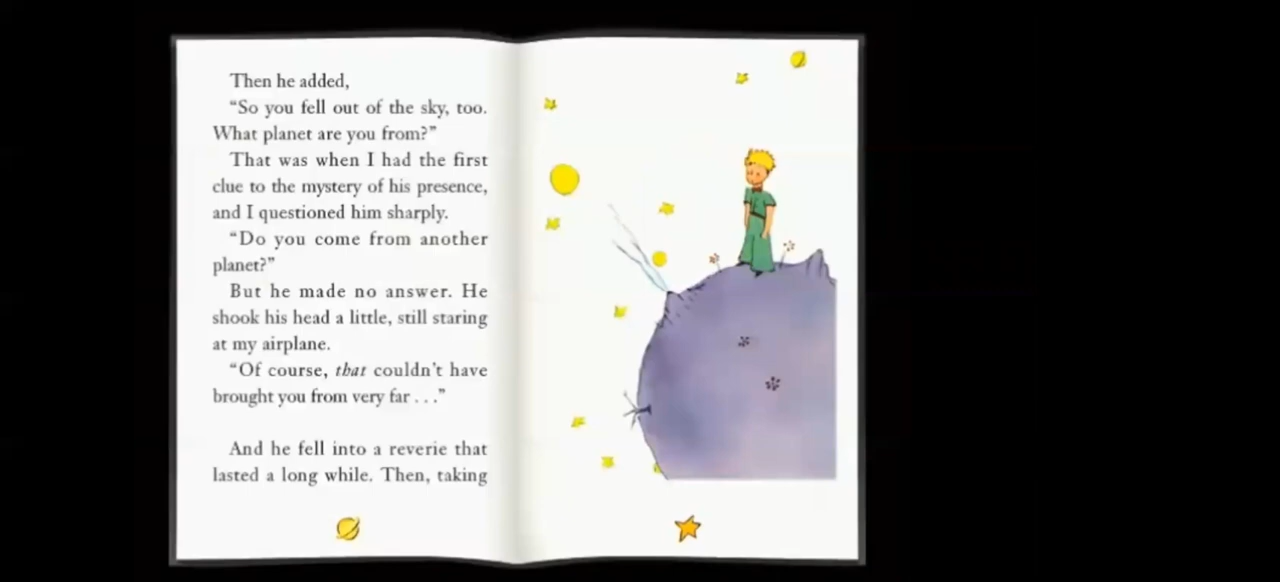 Then he added,
“So you fell out of the sky, too.
What planet are you from?”
That was when I had the first
clue to the mystery of his presence,
and I questioned him sharply.
“Do you come from another
planet?”
But he made no answer. He
shook his head a little, still staring
at my airplane.
“Of course, that couldn’t have
brought you from very far . . .”
And he fell into a reverie that
lasted a long while. Then, taking